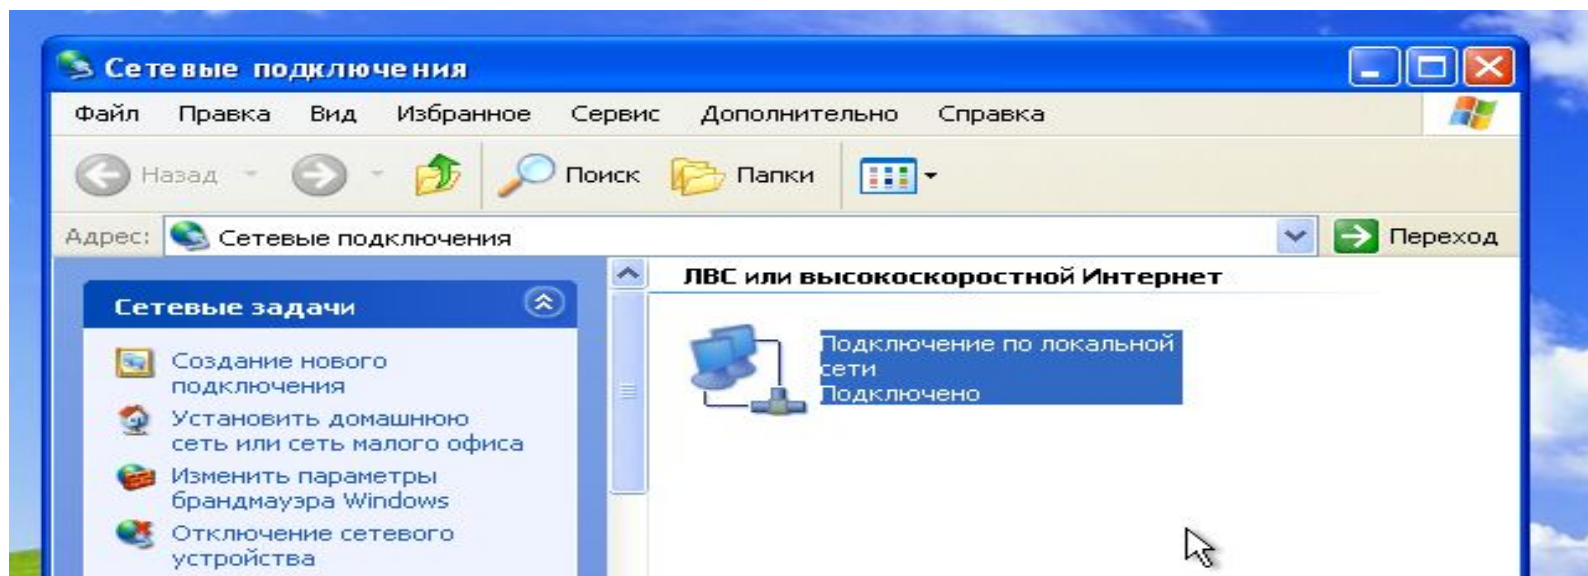 Сетевые подключения
Файл Правка Вид Избранное Сервис Дополнительно Справка
Назад Поиск Папки
Адрес: Сетевые подключения Переход
Сетевые задачи
Создание нового
подключения
Установить домашнюю
сеть или сеть малого офиса
Изменить параметры
брандмауэра Windows
Отключение сетевого
устройства
ЛВС или высокоскоростной Интернет
Подключение по локальной
сети
Подключено